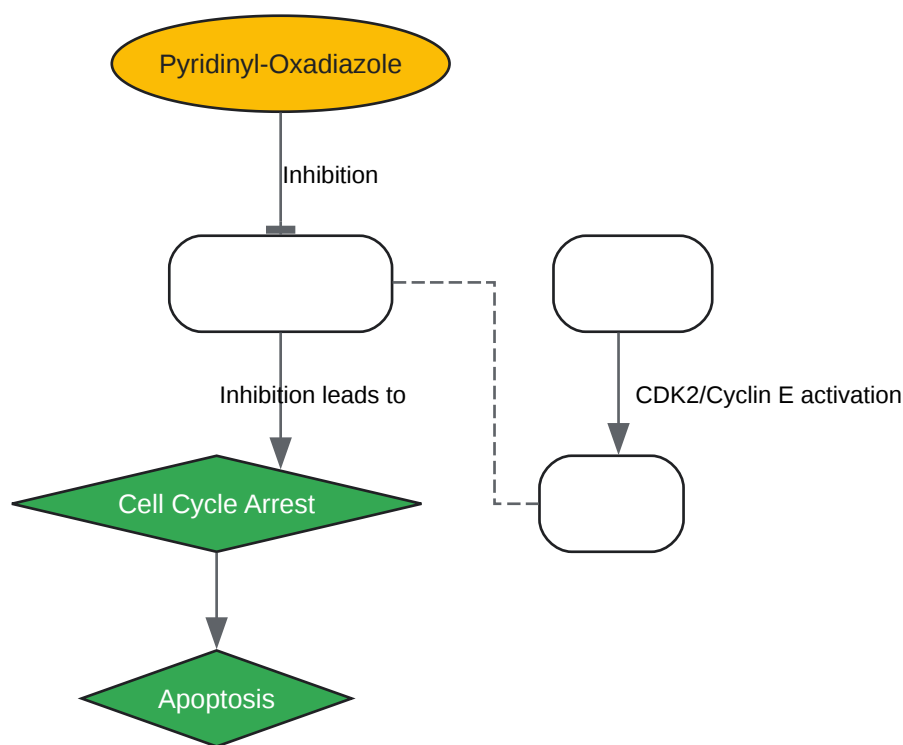 Pyridinyl-Oxadiazole
Inhibition
Inhibition leads to
CDK2/Cyclin E activation
Cell Cycle Arrest
Apoptosis